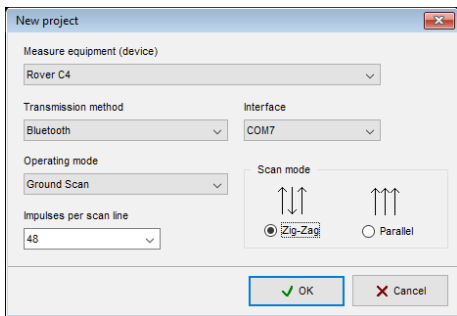 New project
Measure equipment (device)
Rover C4
Transmission method
Interface
Bluetooth
COM7
Operating mode
Scan mode
Ground Scan
Impulses per scan line
48
Zig-Zag
Parallel
OK
Cancel